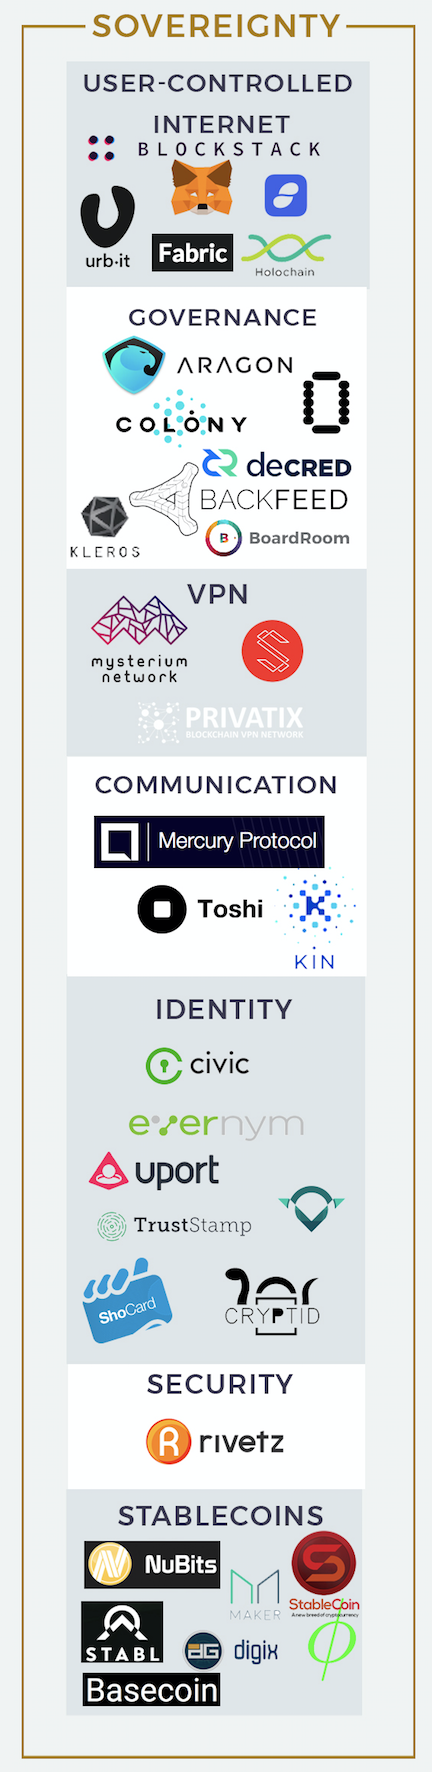 SOVEREIGNTY
USER-CONTROLLED
INTERNET
BLOCKSTACK
urb·it
Fabric
Holochain
GOVERNANCE
ARAGON
COLONY
decRED
BACKFEED
KLEROS
BoardRoom
VPN
mysterium
network
PRIVATIX
BLOCKCHAIN VPN NETWORK
COMMUNICATION
Mercury Protocol
Toshi
KIN
IDENTITY
civic
evernym
uport
TrustStamp
ShoCard
CRYPTID
SECURITY
rivetz
STABLECOINS
NuBits
MAKER
StableCoin
A new breed of cryptocurrency
STABL
DG digix
Basecoin